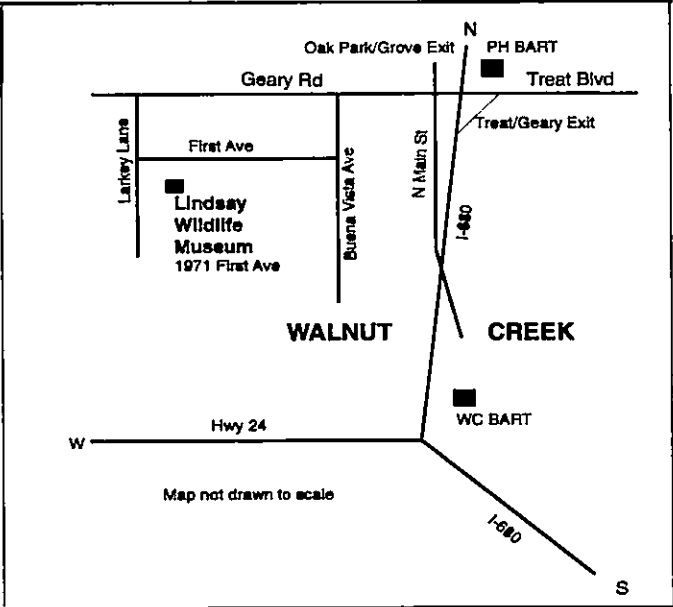 N
Oak Park/Grove Exit
PH BART
Geary Rd
Treat Blvd
Treat/Geary Exit
First Ave
Larkey Lane
Buena Vista Ave
N Main St
I-680
Lindsay
Wildlife
Museum
1971 First Ave
WALNUT CREEK
WC BART
Hwy 24
W
Map not drawn to scale
I-680
S